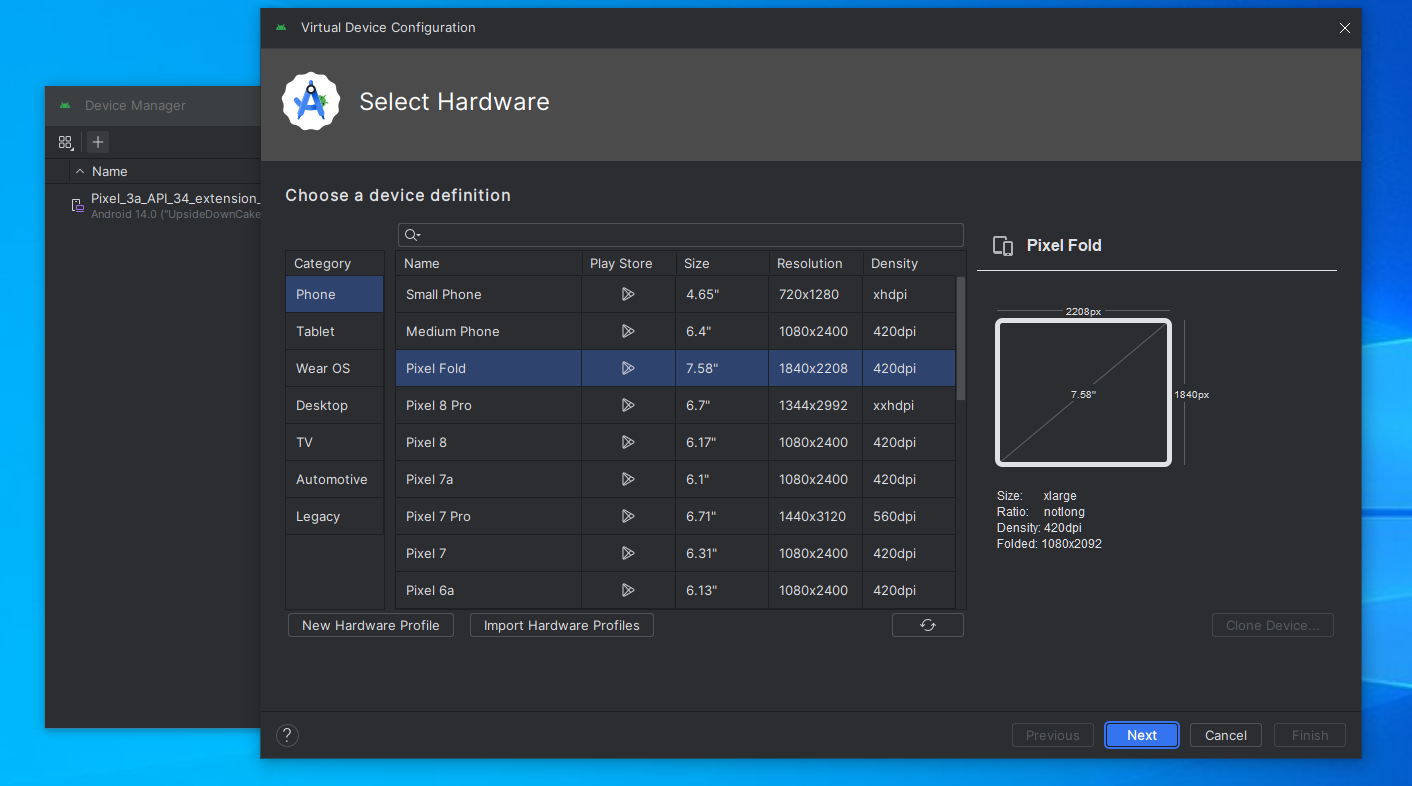 Virtual Device Configuration
Select Hardware
Device Manager
Name
Pixel_3a_API_34_extension_
Android 14.0 ("UpsideDownCake
Choose a device definition
Category
Phone
Tablet
Wear OS
Desktop
TV
Automotive
Legacy
Name Play Store Size Resolution Density
Small Phone 4.65" 720x1280 xhdpi
Medium Phone 6.4" 1080x2400 420dpi
Pixel Fold 7.58" 1840x2208 420dpi
Pixel 8 Pro 6.7" 1344x2992 xxhdpi
Pixel 8 6.17" 1080x2400 420dpi
Pixel 7a 6.1" 1080x2400 420dpi
Pixel 7 Pro 6.71" 1440x3120 560dpi
Pixel 7 6.31" 1080x2400 420dpi
Pixel 6a 6.13" 1080x2400 420dpi
Pixel Fold
2208px
7.58"
1840px
Size: xlarge
Ratio: notlong
Density: 420dpi
Folded: 1080x2092
New Hardware Profile Import Hardware Profiles Clone Device...
? Previous Next Cancel Finish